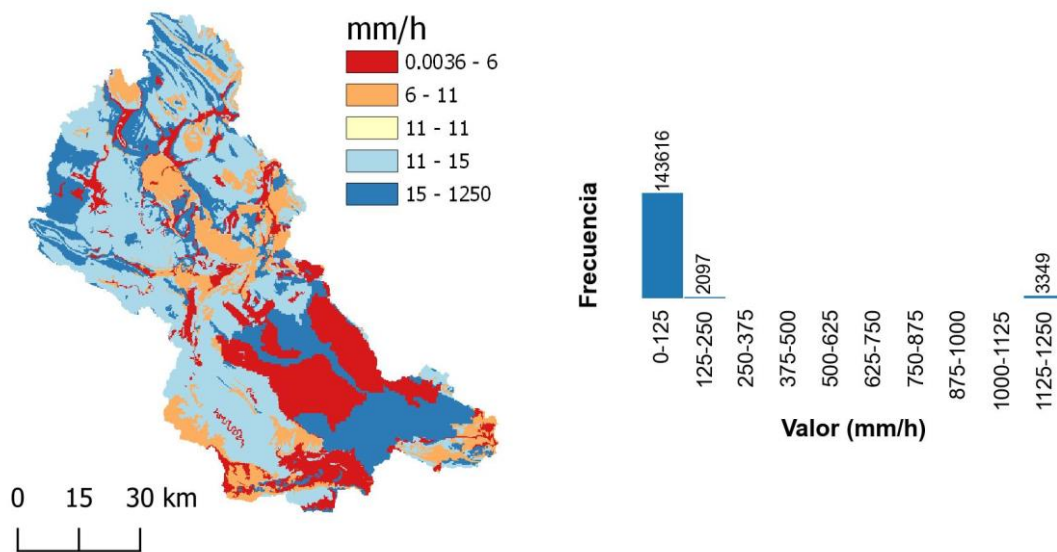 mm/h
0.0036 - 6
6 - 11
11 - 11
11 - 15
15 - 1250
0 15 30 km
Frecuencia
143616
2097
3349
0-125
125-250
250-375
375-500
500-625
625-750
750-875
875-1000
1000-1125
1125-1250
Valor (mm/h)